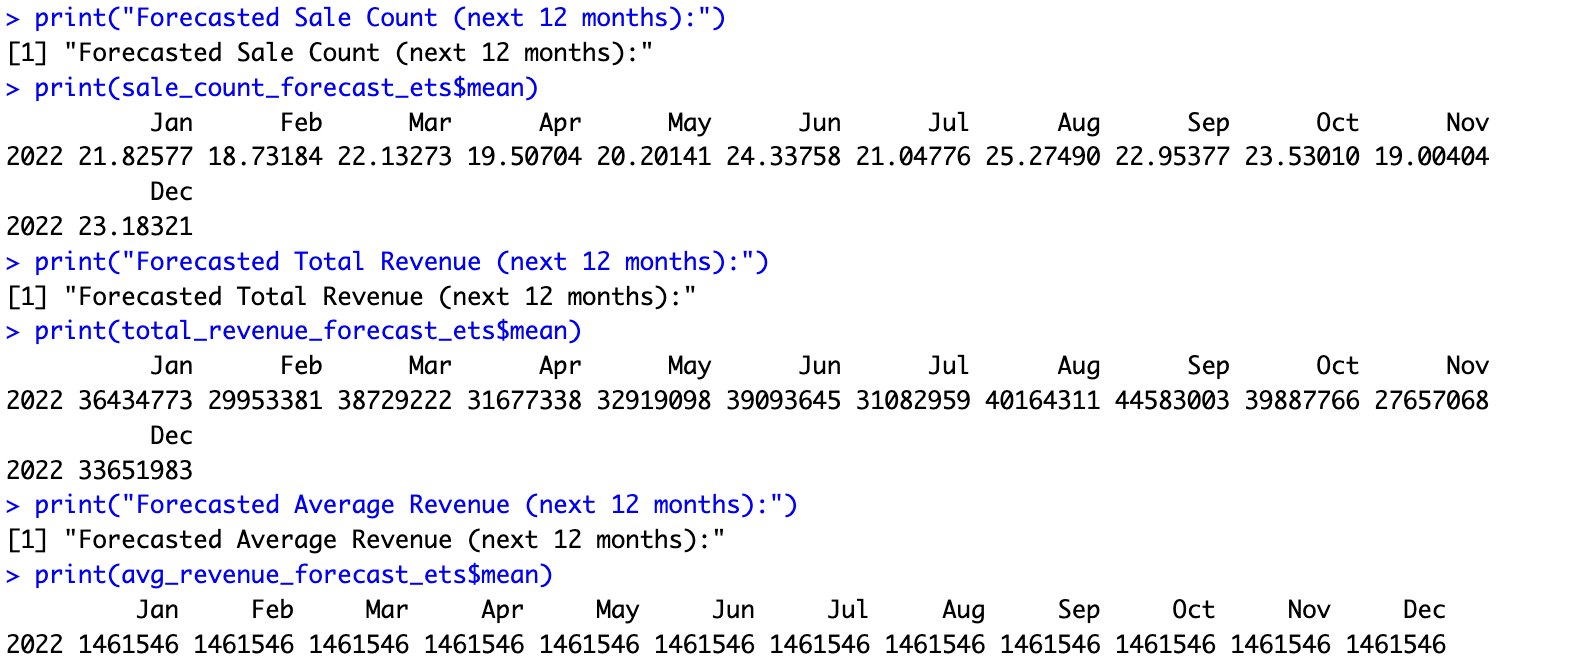 > print("Forecasted Sale Count (next 12 months):")
[1] "Forecasted Sale Count (next 12 months):"
> print(sale_count_forecast_ets$mean)
Jan Feb Mar Apr May Jun Jul Aug Sep Oct Nov
2022 21.82577 18.73184 22.13273 19.50704 20.20141 24.33758 21.04776 25.27490 22.95377 23.53010 19.00404
Dec
2022 23.18321
> print("Forecasted Total Revenue (next 12 months):")
[1] "Forecasted Total Revenue (next 12 months):"
> print(total_revenue_forecast_ets$mean)
Jan Feb Mar Apr May Jun Jul Aug Sep Oct Nov
2022 36434773 29953381 38729222 31677338 32919098 39093645 31082959 40164311 44583003 39887766 27657068
Dec
2022 33651983
> print("Forecasted Average Revenue (next 12 months):")
[1] "Forecasted Average Revenue (next 12 months):"
> print(avg_revenue_forecast_ets$mean)
Jan Feb Mar Apr May Jun Jul Aug Sep Oct Nov Dec
2022 1461546 1461546 1461546 1461546 1461546 1461546 1461546 1461546 1461546 1461546 1461546 1461546